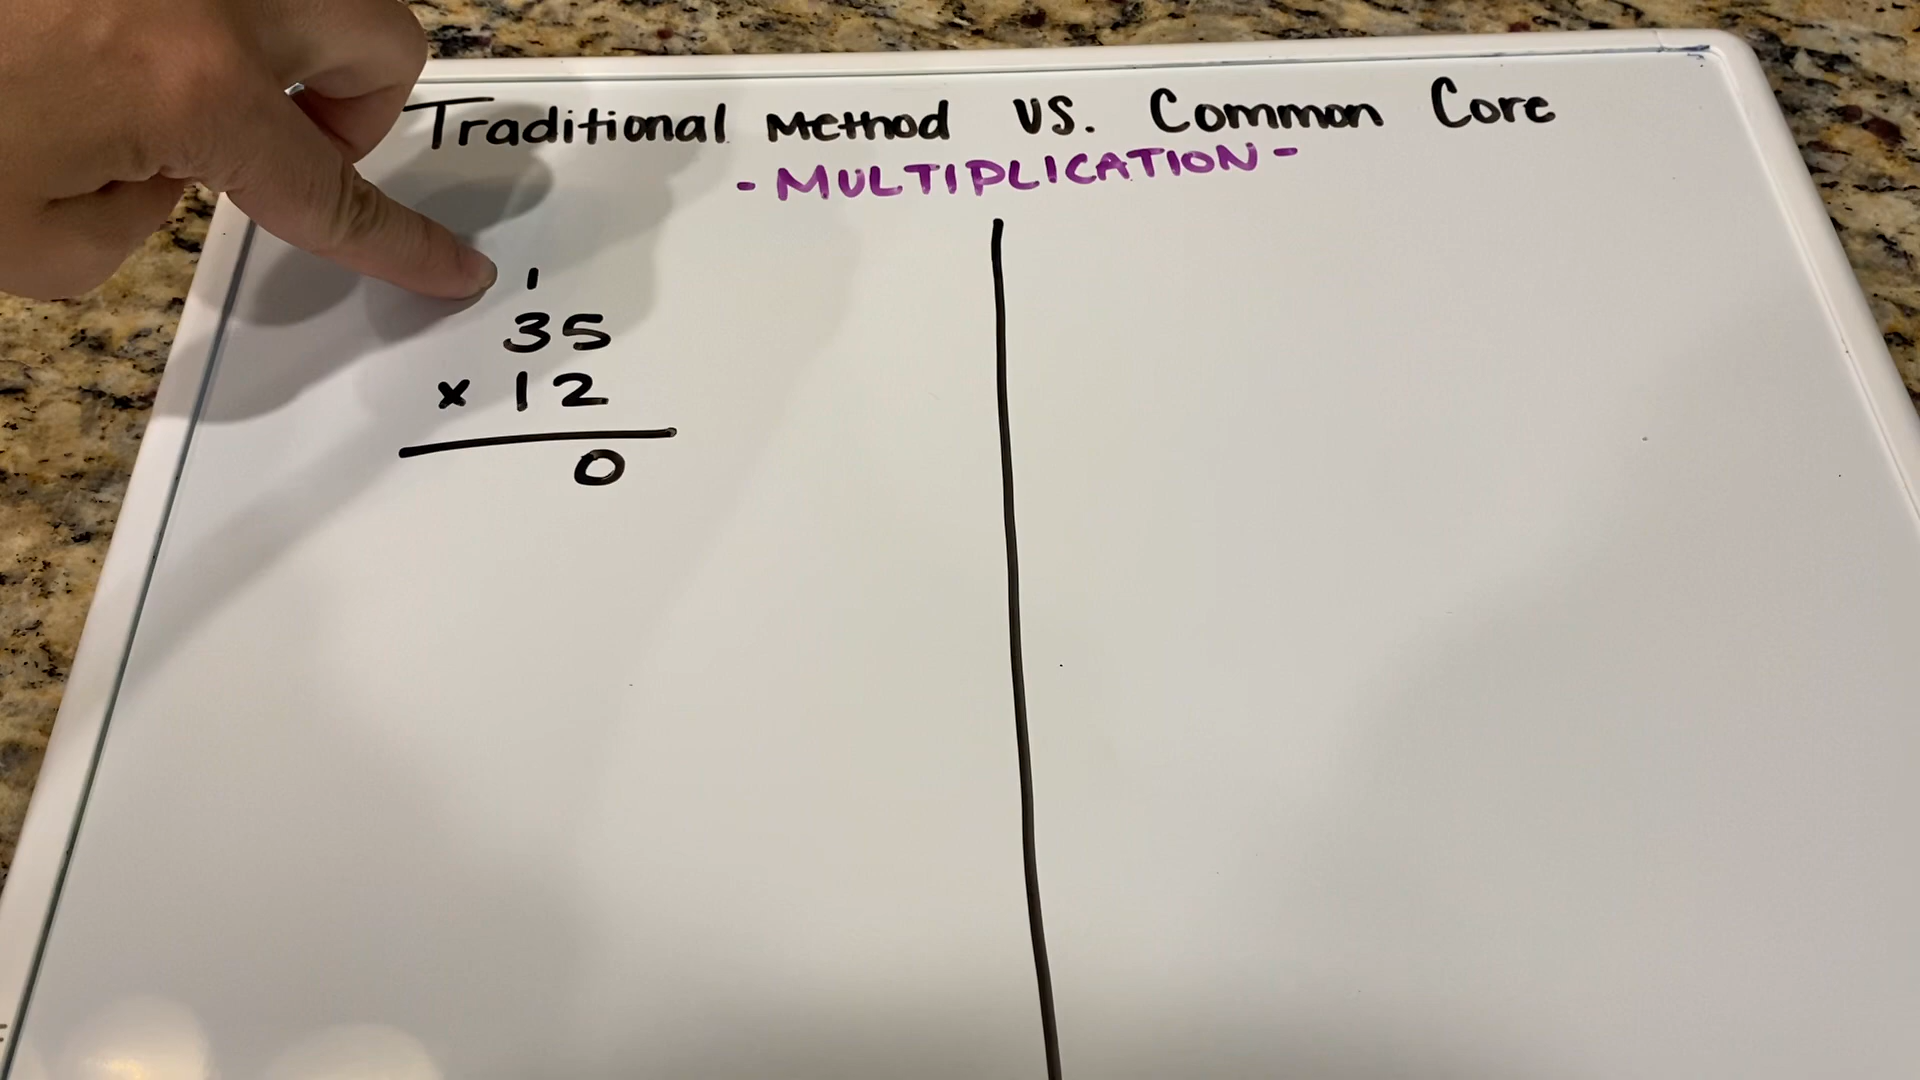 Traditional Method VS. Common Core
- MULTIPLICATION -
1
35
x 12
0